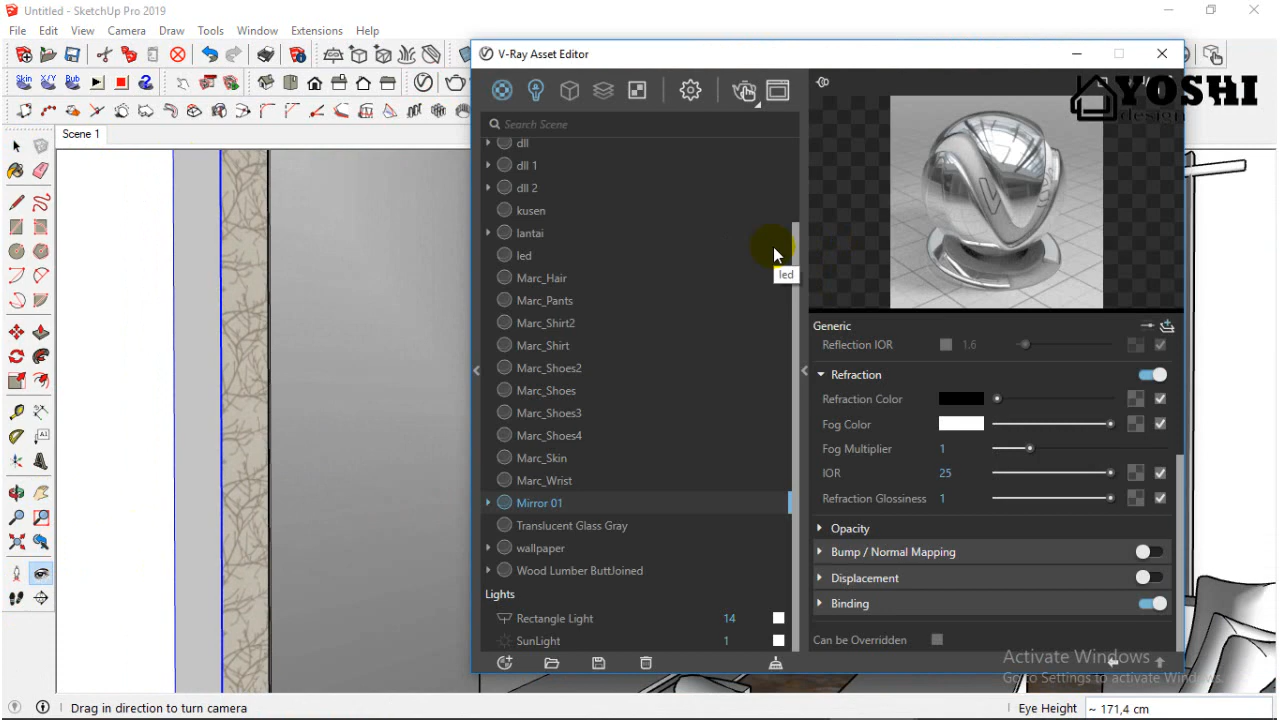 Untitled - SketchUp Pro 2019
File Edit View Camera Draw Tools Window Extensions Help
V-Ray Asset Editor
YOSHI
design
Skin X/Y Bub
Scene 1
Search Scene
dll
dll 1
dll 2
kusen
lantai
led
led
Marc_Hair
Marc_Pants
Marc_Shirt2
Marc_Shirt
Marc_Shoes2
Marc_Shoes
Marc_Shoes3
Marc_Shoes4
Marc_Skin
Marc_Wrist
Mirror 01
Translucent Glass Gray
wallpaper
Wood Lumber ButtJoined
Lights
Rectangle Light 14
SunLight 1
Generic
Reflection IOR 1.6
Refraction
Refraction Color
Fog Color
Fog Multiplier 1
IOR 25
Refraction Glossiness 1
Opacity
Bump / Normal Mapping
Displacement
Binding
Can be Overridden
Activate Windows
Go to Settings to activate Windows.
Drag in direction to turn camera
Eye Height ~ 171,4 cm